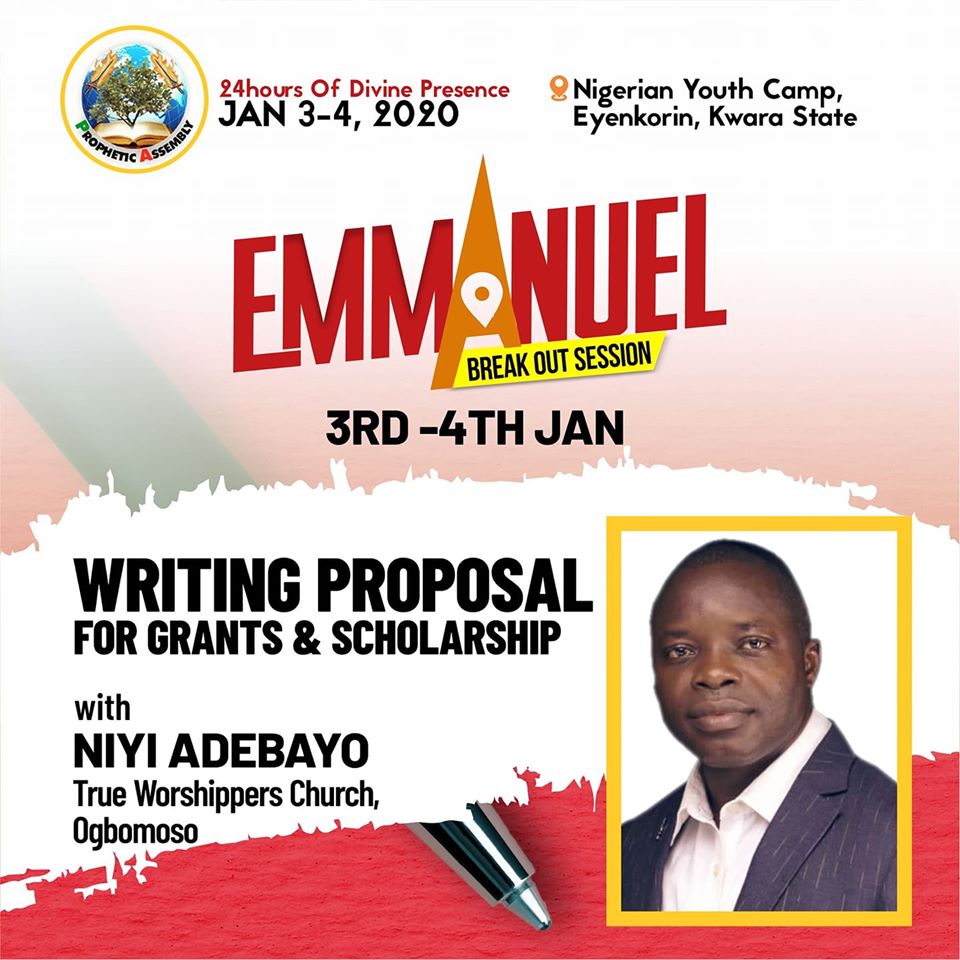 PROPHETIC ASSEMBLY
24hours Of Divine Presence
JAN 3-4, 2020
Nigerian Youth Camp,
Eyenkorin, Kwara State
EMMANUEL
BREAK OUT SESSION
3RD -4TH JAN
WRITING PROPOSAL
FOR GRANTS & SCHOLARSHIP
with
NIYI ADEBAYO
True Worshippers Church,
Ogbomoso